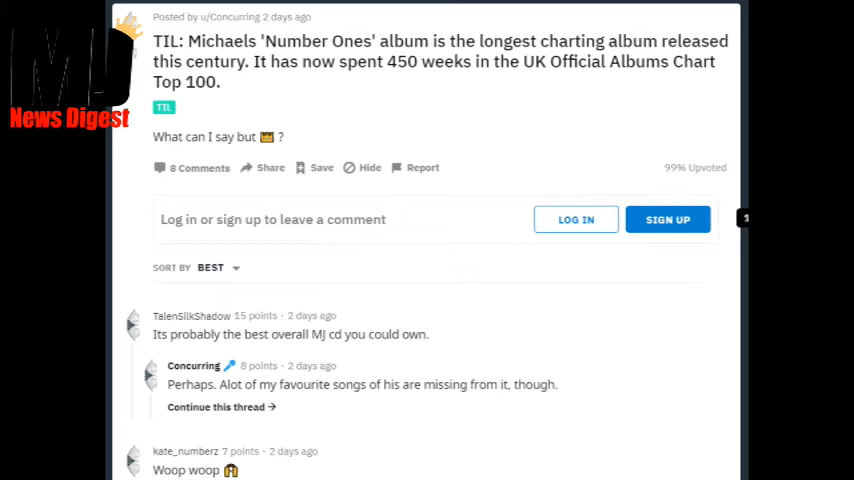 MJ
News Digest
Posted by u/Concurring 2 days ago
TIL: Michaels 'Number Ones' album is the longest charting album released
this century. It has now spent 450 weeks in the UK Official Albums Chart
Top 100.
TIL
What can I say but 👑 ?
8 Comments Share Save Hide Report 99% Upvoted
Log in or sign up to leave a comment LOG IN SIGN UP
1
SORT BY BEST
TalenSilkShadow 15 points · 2 days ago
Its probably the best overall MJ cd you could own.
Concurring 8 points · 2 days ago
Perhaps. Alot of my favourite songs of his are missing from it, though.
Continue this thread →
kate_numberz 7 points · 2 days ago
Woop woop